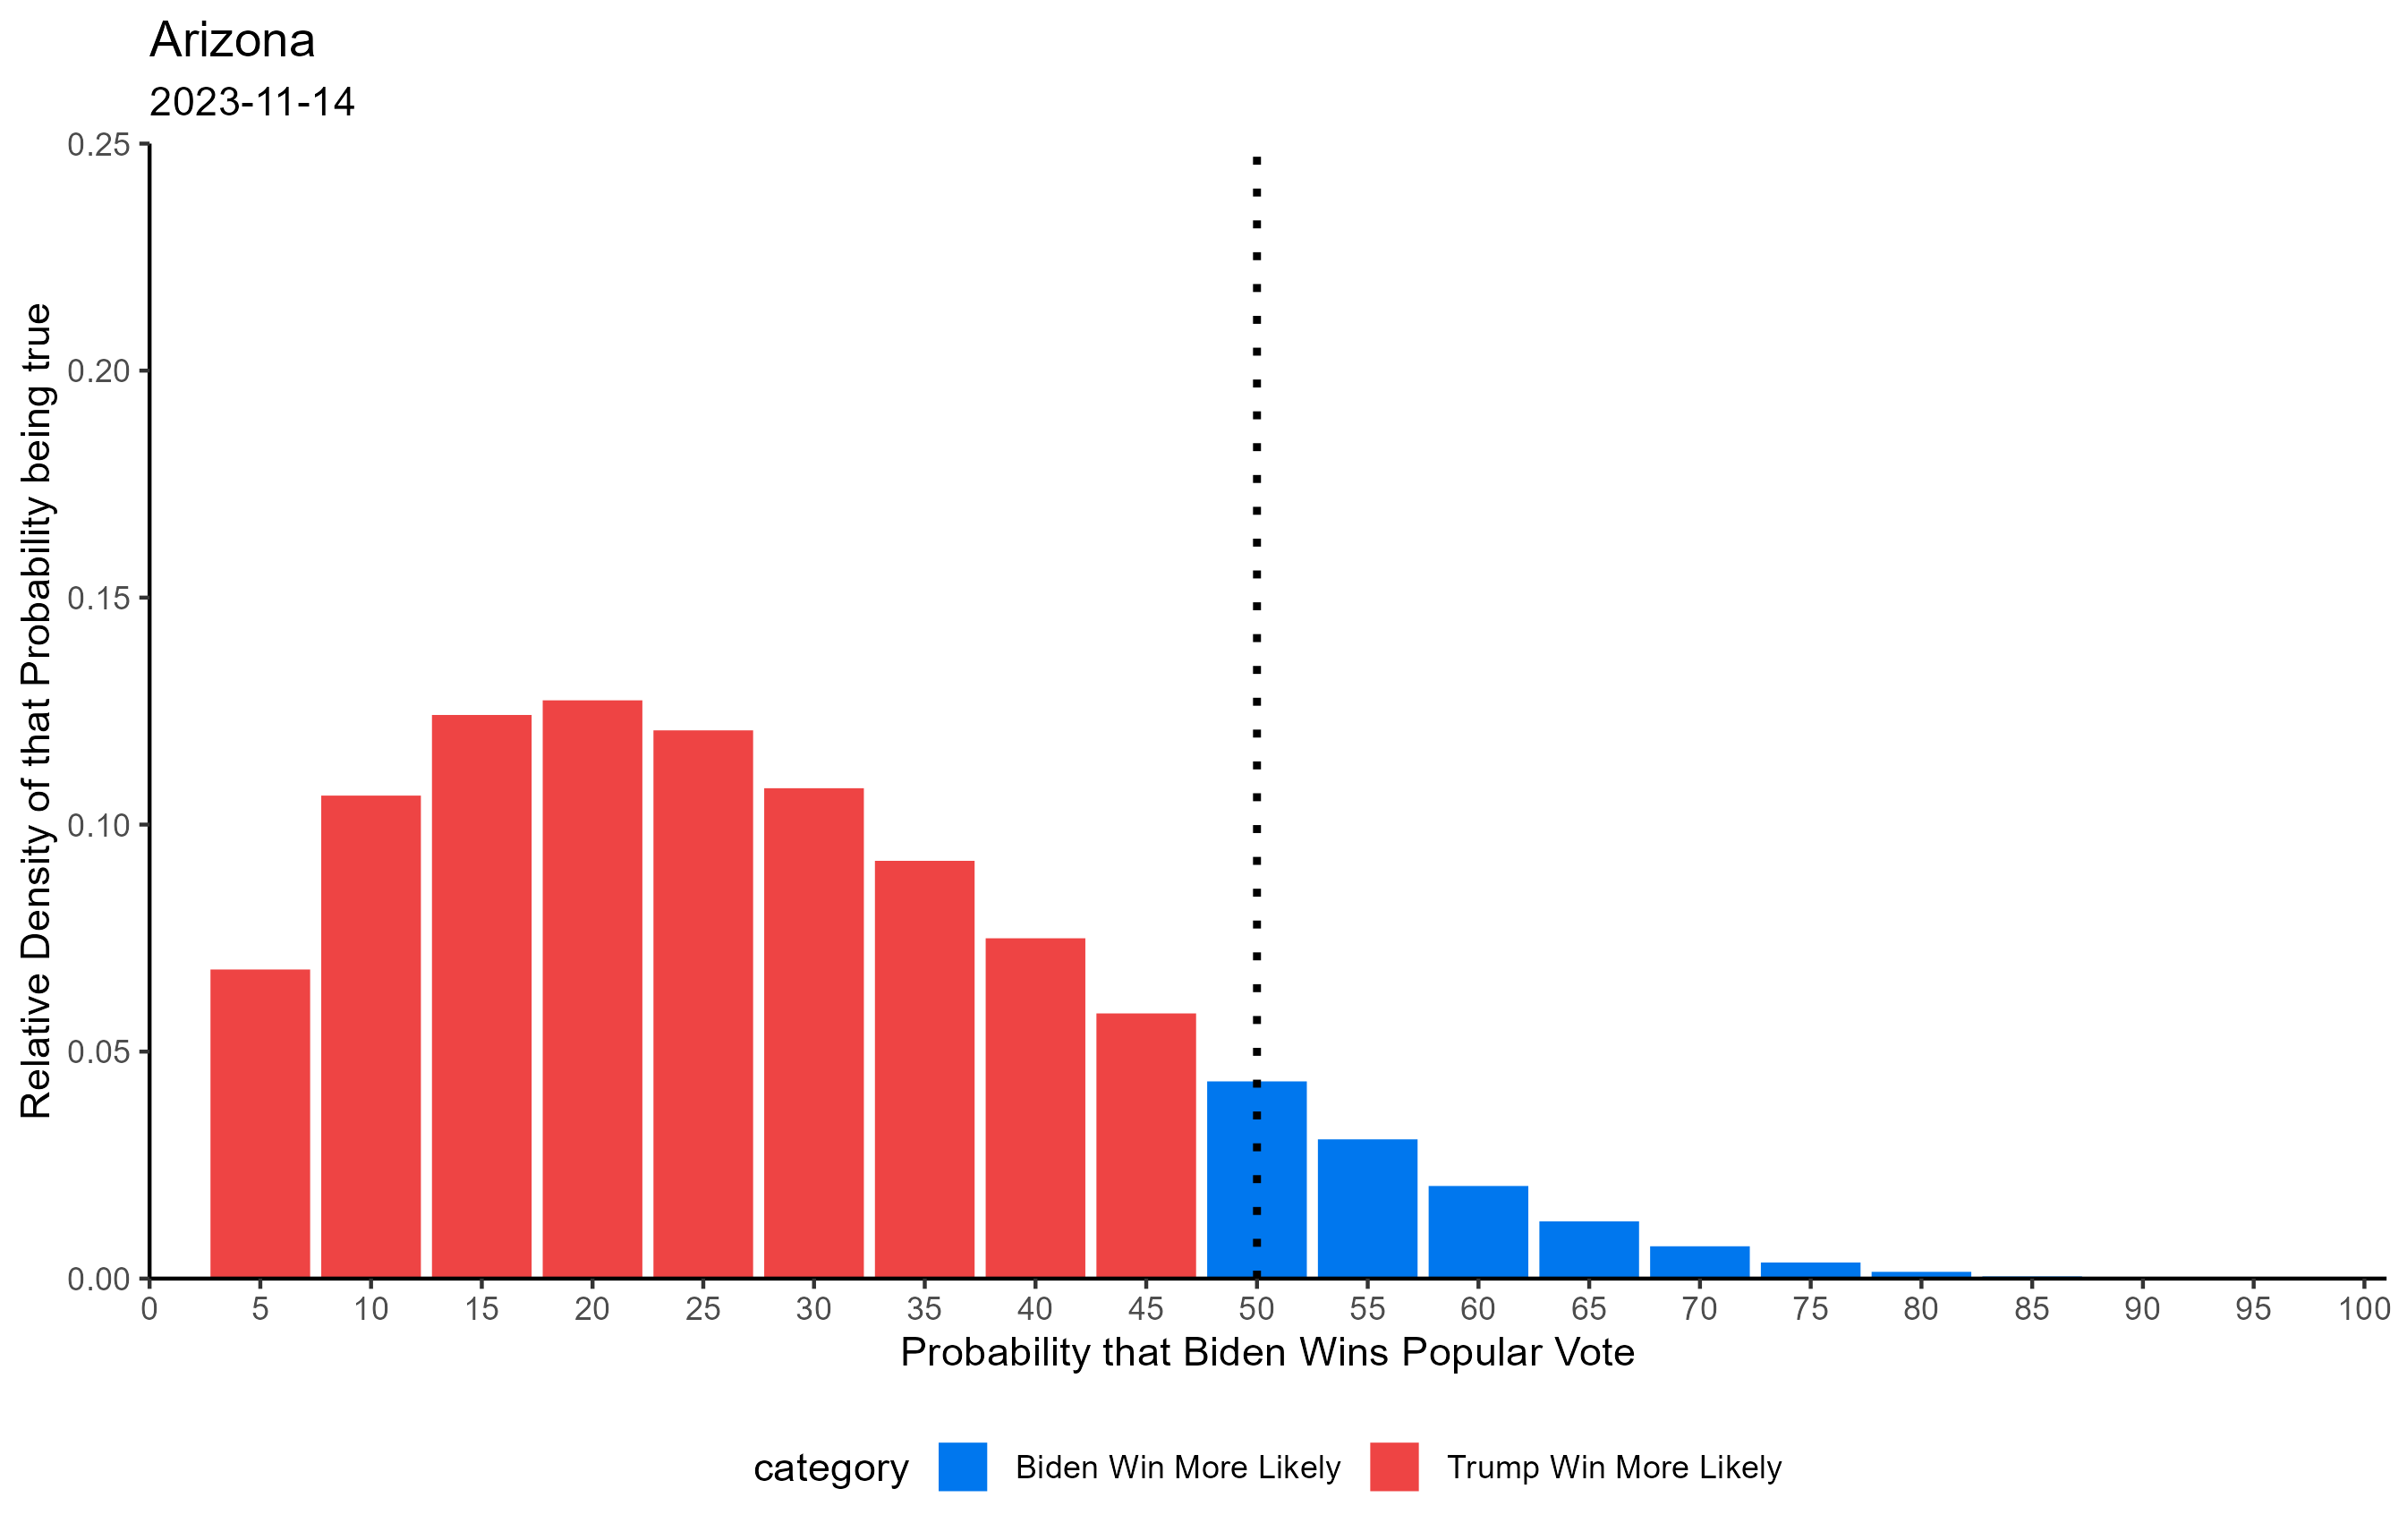 Arizona
2023-11-14
Relative Density of that Probability being true
0.25
0.20
0.15
0.10
0.05
0.00
0 5 10 15 20 25 30 35 40 45 50 55 60 65 70 75 80 85 90 95 100
Probability that Biden Wins Popular Vote
category Biden Win More Likely Trump Win More Likely